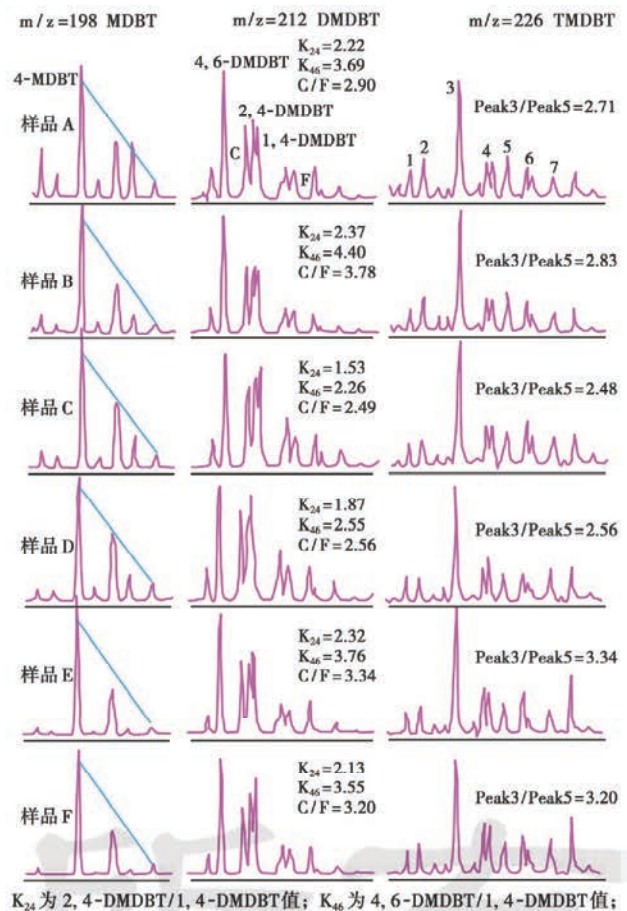 m/z=198 MDBT
m/z=212 DMDBT
m/z=226 TMDBT
4-MDBT
样品 A
4, 6-DMDBT
2, 4-DMDBT
1, 4-DMDBT
C
F
K₂₄=2.22
K₄₆=3.69
C/F=2.90
3
Peak3/Peak5=2.71
1 2 4 5 6 7
样品 B
K₂₄=2.37
K₄₆=4.40
C/F=3.78
Peak3/Peak5=2.83
样品 C
K₂₄=1.53
K₄₆=2.26
C/F=2.49
Peak3/Peak5=2.48
样品 D
K₂₄=1.87
K₄₆=2.55
C/F=2.56
Peak3/Peak5=2.56
样品 E
K₂₄=2.32
K₄₆=3.76
C/F=3.34
Peak3/Peak5=3.34
样品 F
K₂₄=2.13
K₄₆=3.55
C/F=3.20
Peak3/Peak5=3.20
K₂₄为 2, 4-DMDBT/1, 4-DMDBT值; K₄₆为 4, 6-DMDBT/1, 4-DMDBT值;